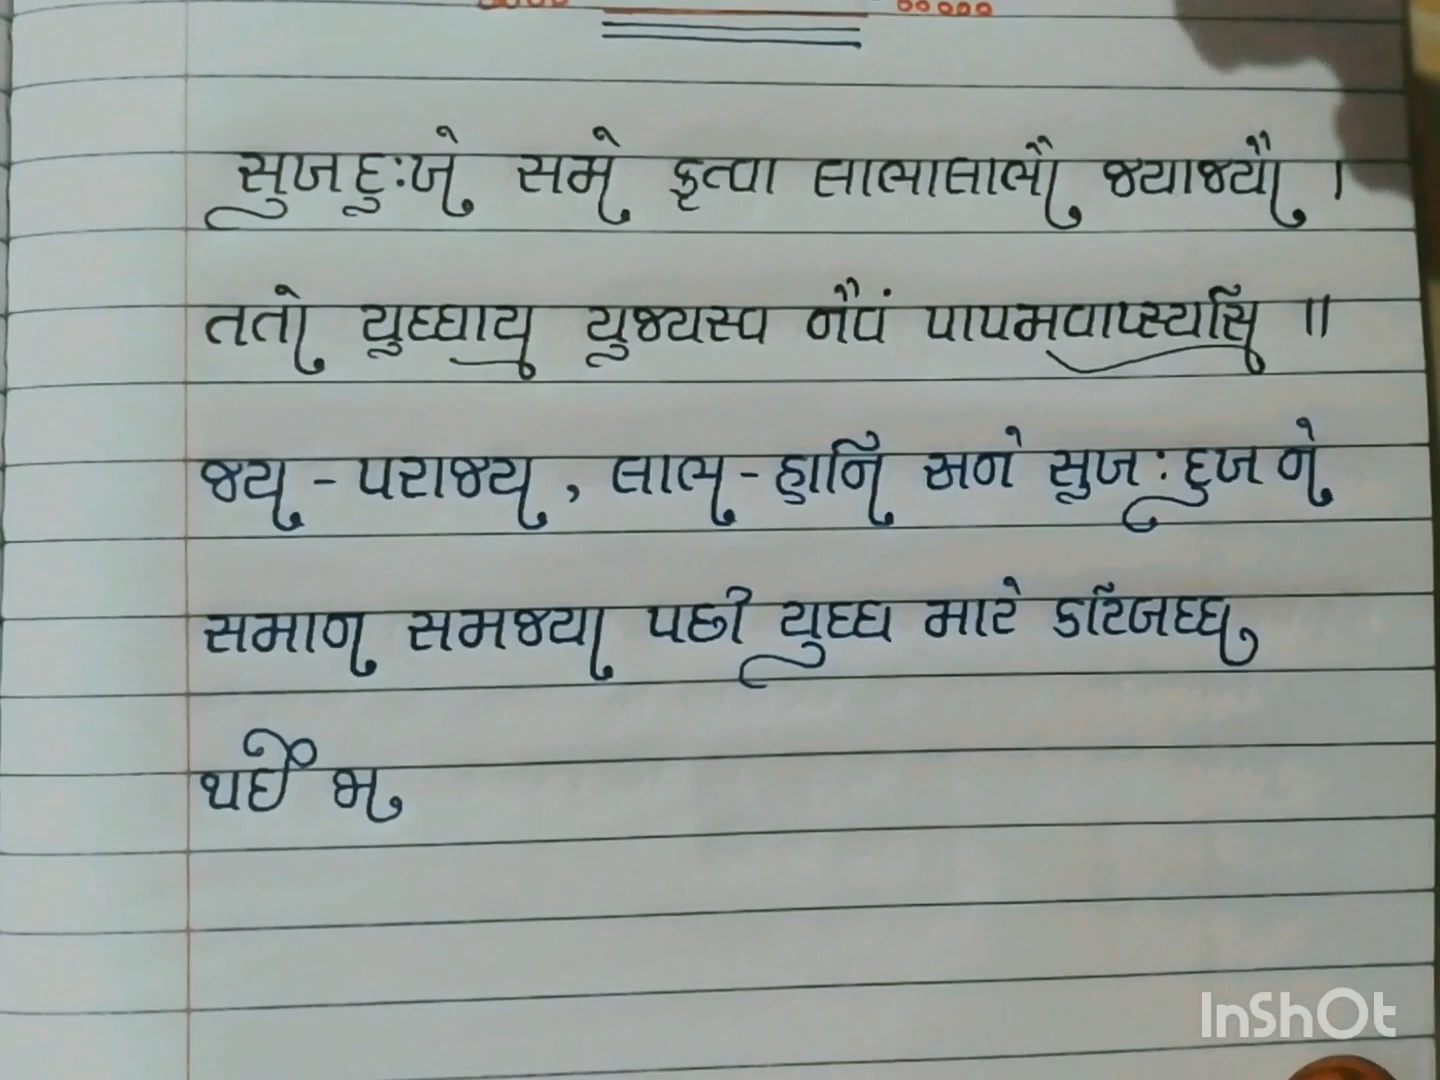 સુખદુઃખે સમે કૃત્વા લાભાલાભૌ જયાજયૌ ।
તતો યુદ્ધાય યુજ્યસ્વ નૈવં પાપમવાપ્સ્યસિ ॥
જય - પરાજય , લાભ - હાનિ અને સુખ : દુખ ને
સમાન સમજ્યા પછી યુદ્ધ માટે કટિબદ્ધ
થઈ જા
InShOt